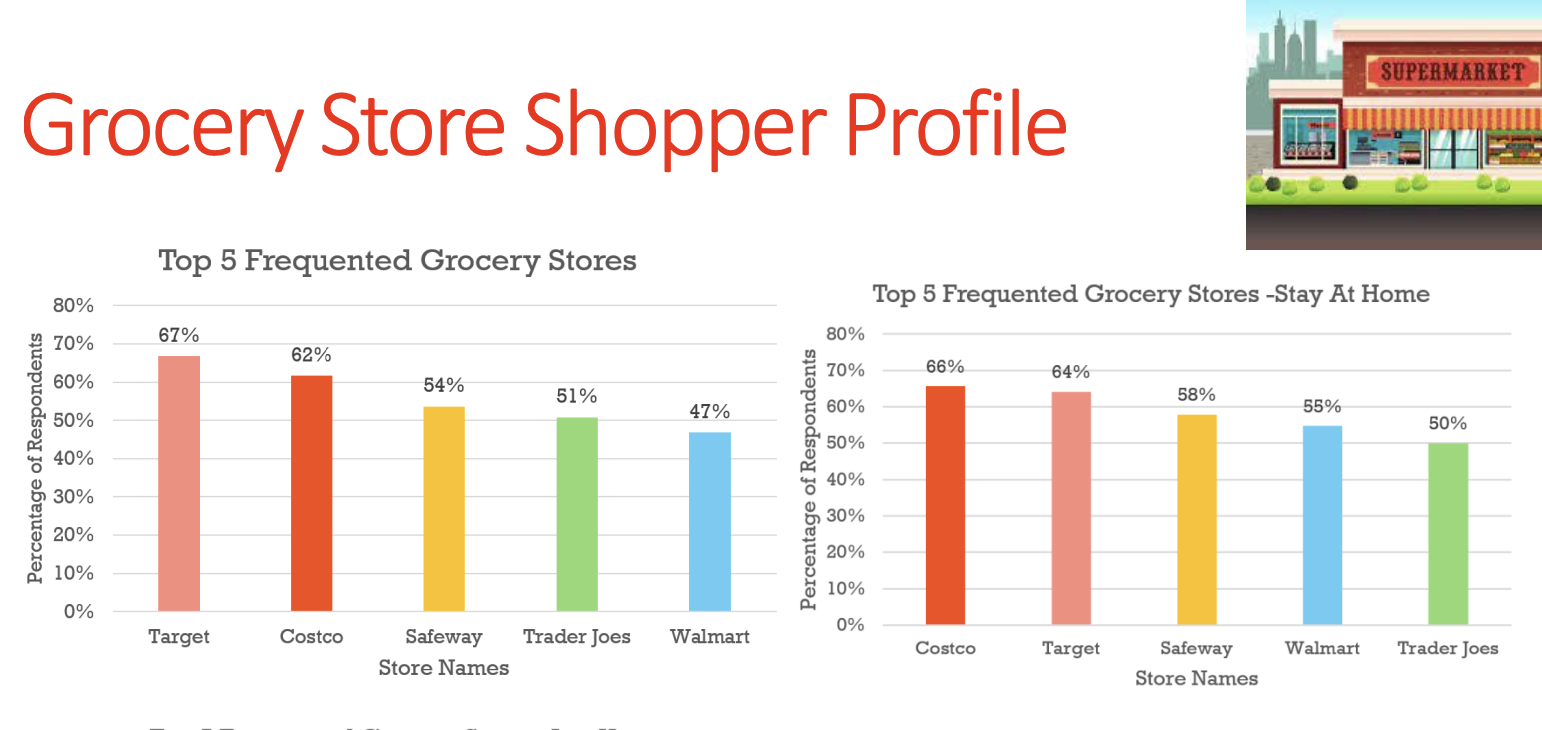 SUPERMARKET
Grocery Store Shopper Profile
Top 5 Frequented Grocery Stores
80%
70%
60%
50%
40%
30%
20%
10%
0%
Percentage of Respondents
67%
62%
54%
51%
47%
Target
Costco
Safeway
Trader Joes
Walmart
Store Names
Top 5 Frequented Grocery Stores -Stay At Home
80%
70%
60%
50%
40%
30%
20%
10%
0%
Percentage of Respondents
66%
64%
58%
55%
50%
Costco
Target
Safeway
Walmart
Trader Joes
Store Names